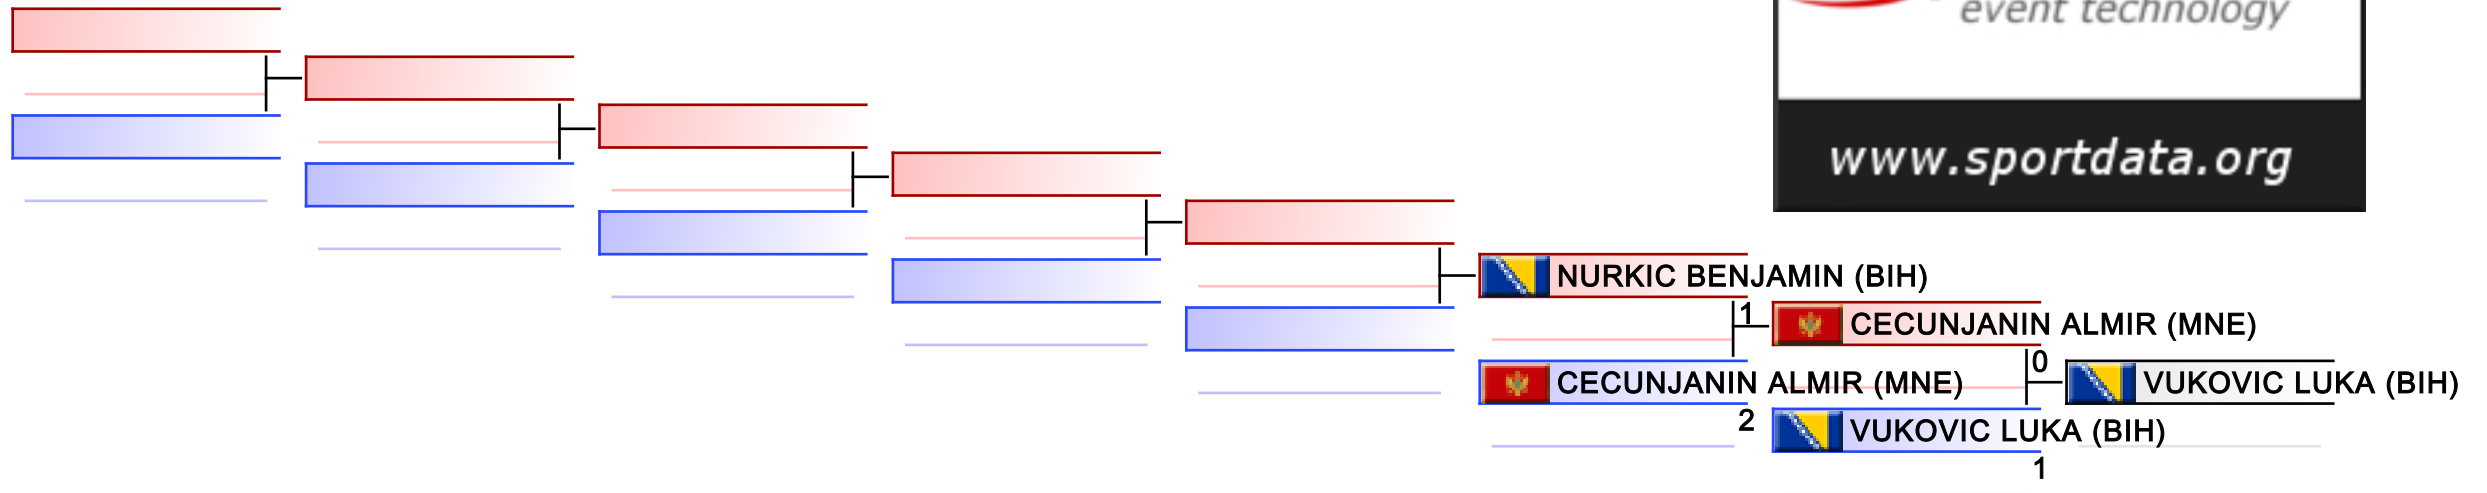 event technology
www.sportdata.org
NURKIC BENJAMIN (BIH)
1
CECUNJANIN ALMIR (MNE)
0
CECUNJANIN ALMIR (MNE)
VUKOVIC LUKA (BIH)
2
VUKOVIC LUKA (BIH)
1